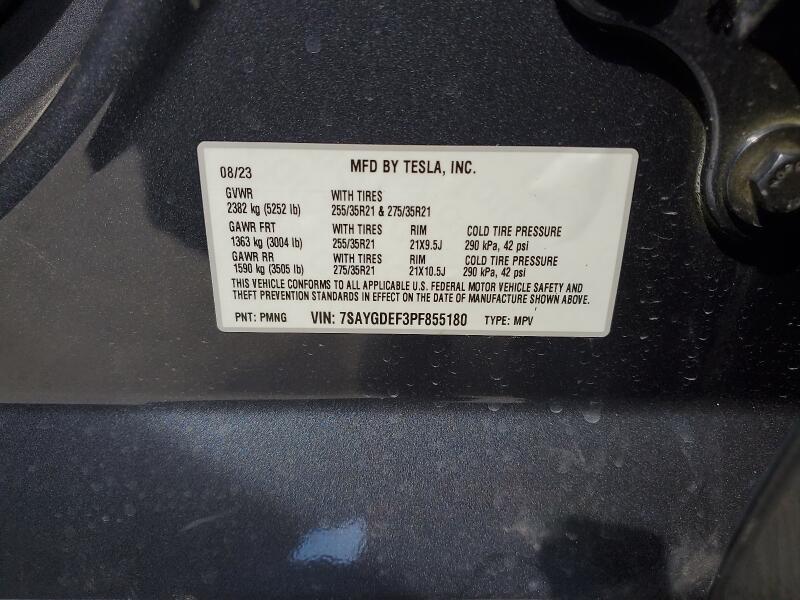 08/23 MFD BY TESLA, INC.
GVWR WITH TIRES
2382 kg (5252 lb) 255/35R21 & 275/35R21
GAWR FRT WITH TIRES RIM COLD TIRE PRESSURE
1363 kg (3004 lb) 255/35R21 21X9.5J 290 kPa, 42 psi
GAWR RR WITH TIRES RIM COLD TIRE PRESSURE
1590 kg (3505 lb) 275/35R21 21X10.5J 290 kPa, 42 psi
THIS VEHICLE CONFORMS TO ALL APPLICABLE U.S. FEDERAL MOTOR VEHICLE SAFETY AND
THEFT PREVENTION STANDARDS IN EFFECT ON THE DATE OF MANUFACTURE SHOWN ABOVE.
PNT: PMNG VIN: 7SAYGDEF3PF855180 TYPE: MPV